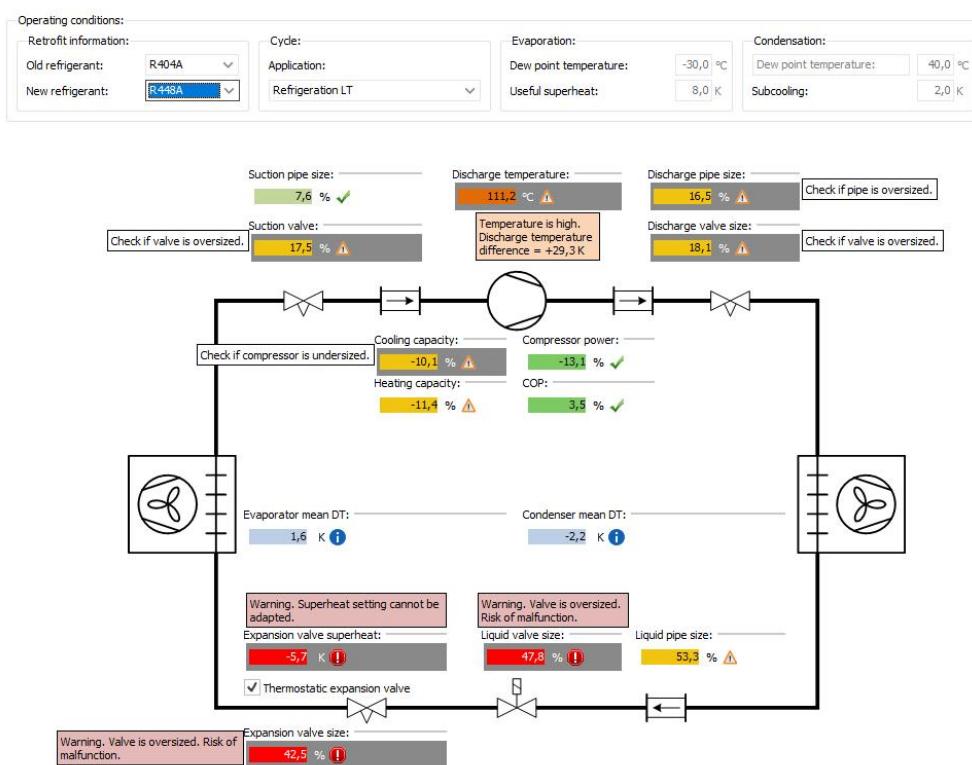 Operating conditions:
Retrofit information:
Old refrigerant: R404A
New refrigerant: R448A
Cycle:
Application:
Refrigeration LT
Evaporation:
Dew point temperature: -30,0 °C
Useful superheat: 8,0 K
Condensation:
Dew point temperature: 40,0 °C
Subcooling: 2,0 K
Suction pipe size:
7,6 %
Discharge temperature:
111,2 °C
Temperature is high.
Discharge temperature
difference = +29,3 K
Discharge pipe size:
16,5 %
Check if pipe is oversized.
Suction valve:
17,5 %
Check if valve is oversized.
Discharge valve size:
18,1 %
Check if valve is oversized.
Check if compressor is undersized.
Cooling capacity:
-10,1 %
Compressor power:
-13,1 %
Heating capacity:
-11,4 %
COP:
3,5 %
Evaporator mean DT:
1,6 K
Condenser mean DT:
-2,2 K
Warning. Superheat setting cannot be
adapted.
Expansion valve superheat:
-5,7 K
Warning. Valve is oversized.
Risk of malfunction.
Liquid valve size:
47,8 %
Liquid pipe size:
53,3 %
Thermostatic expansion valve
Warning. Valve is oversized. Risk of
malfunction.
Expansion valve size:
42,5 %